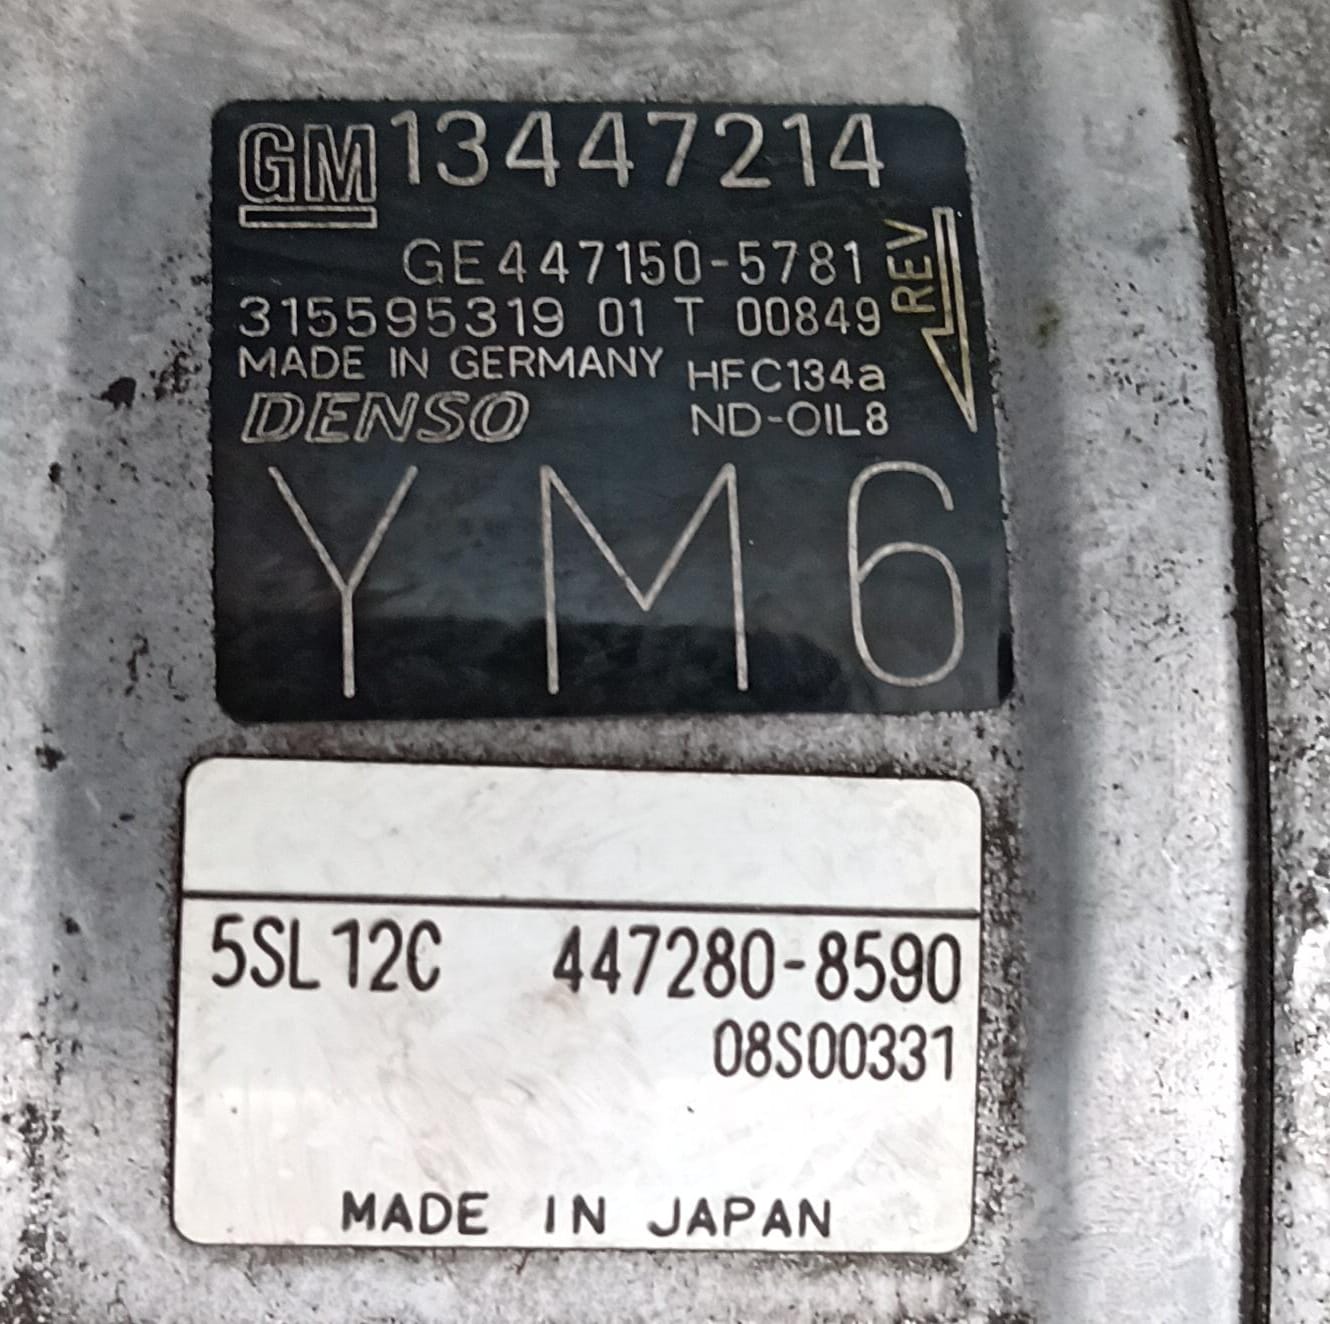 GM 13447214
GE447150-5781
REV
315595319 01 T 00849
MADE IN GERMANY HFC134a
DENSO ND-OIL8
YM6
5SL12C 447280-8590
08S00331
MADE IN JAPAN